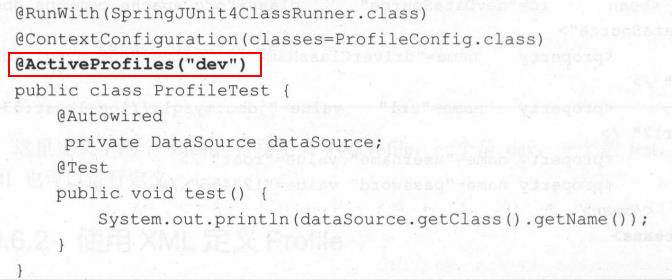 @RunWith(SpringJUnit4ClassRunner.class)
@ContextConfiguration(classes=ProfileConfig.class)
@ActiveProfiles("dev")
public class ProfileTest {
    @Autowired
     private DataSource dataSource;
    @Test
    public void test() {
        System.out.println(dataSource.getClass().getName());
    }
}